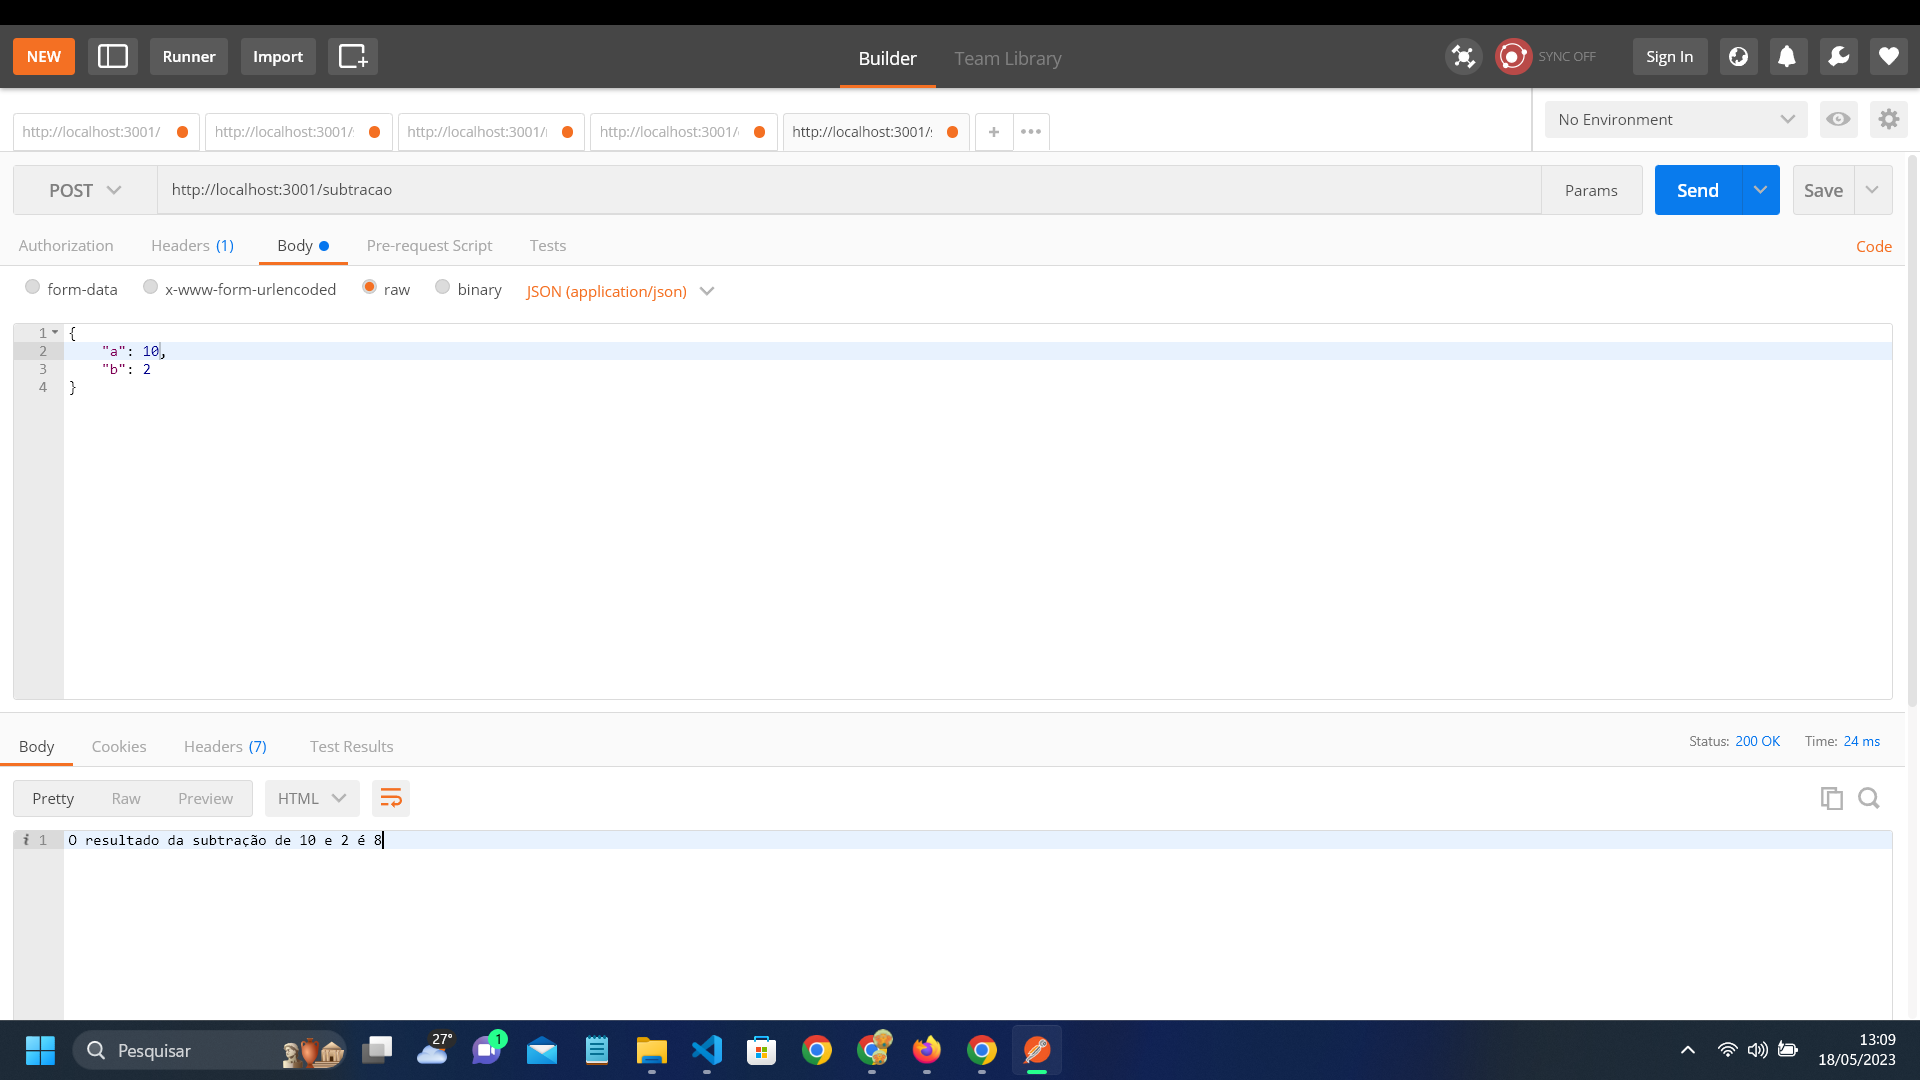 NEW Runner Import Builder Team Library SYNC OFF Sign In
http://localhost:3001/ http://localhost:3001/ http://localhost:3001/ http://localhost:3001/ http://localhost:3001/s + ••• No Environment
POST http://localhost:3001/subtracao Params Send Save
Authorization Headers (1) Body Pre-request Script Tests Code
form-data x-www-form-urlencoded raw binary JSON (application/json)
1 {
2 "a": 10,
3 "b": 2
4 }
Body Cookies Headers (7) Test Results Status: 200 OK Time: 24 ms
Pretty Raw Preview HTML
i 1 O resultado da subtração de 10 e 2 é 8
Pesquisar 27° 1 13:09
18/05/2023